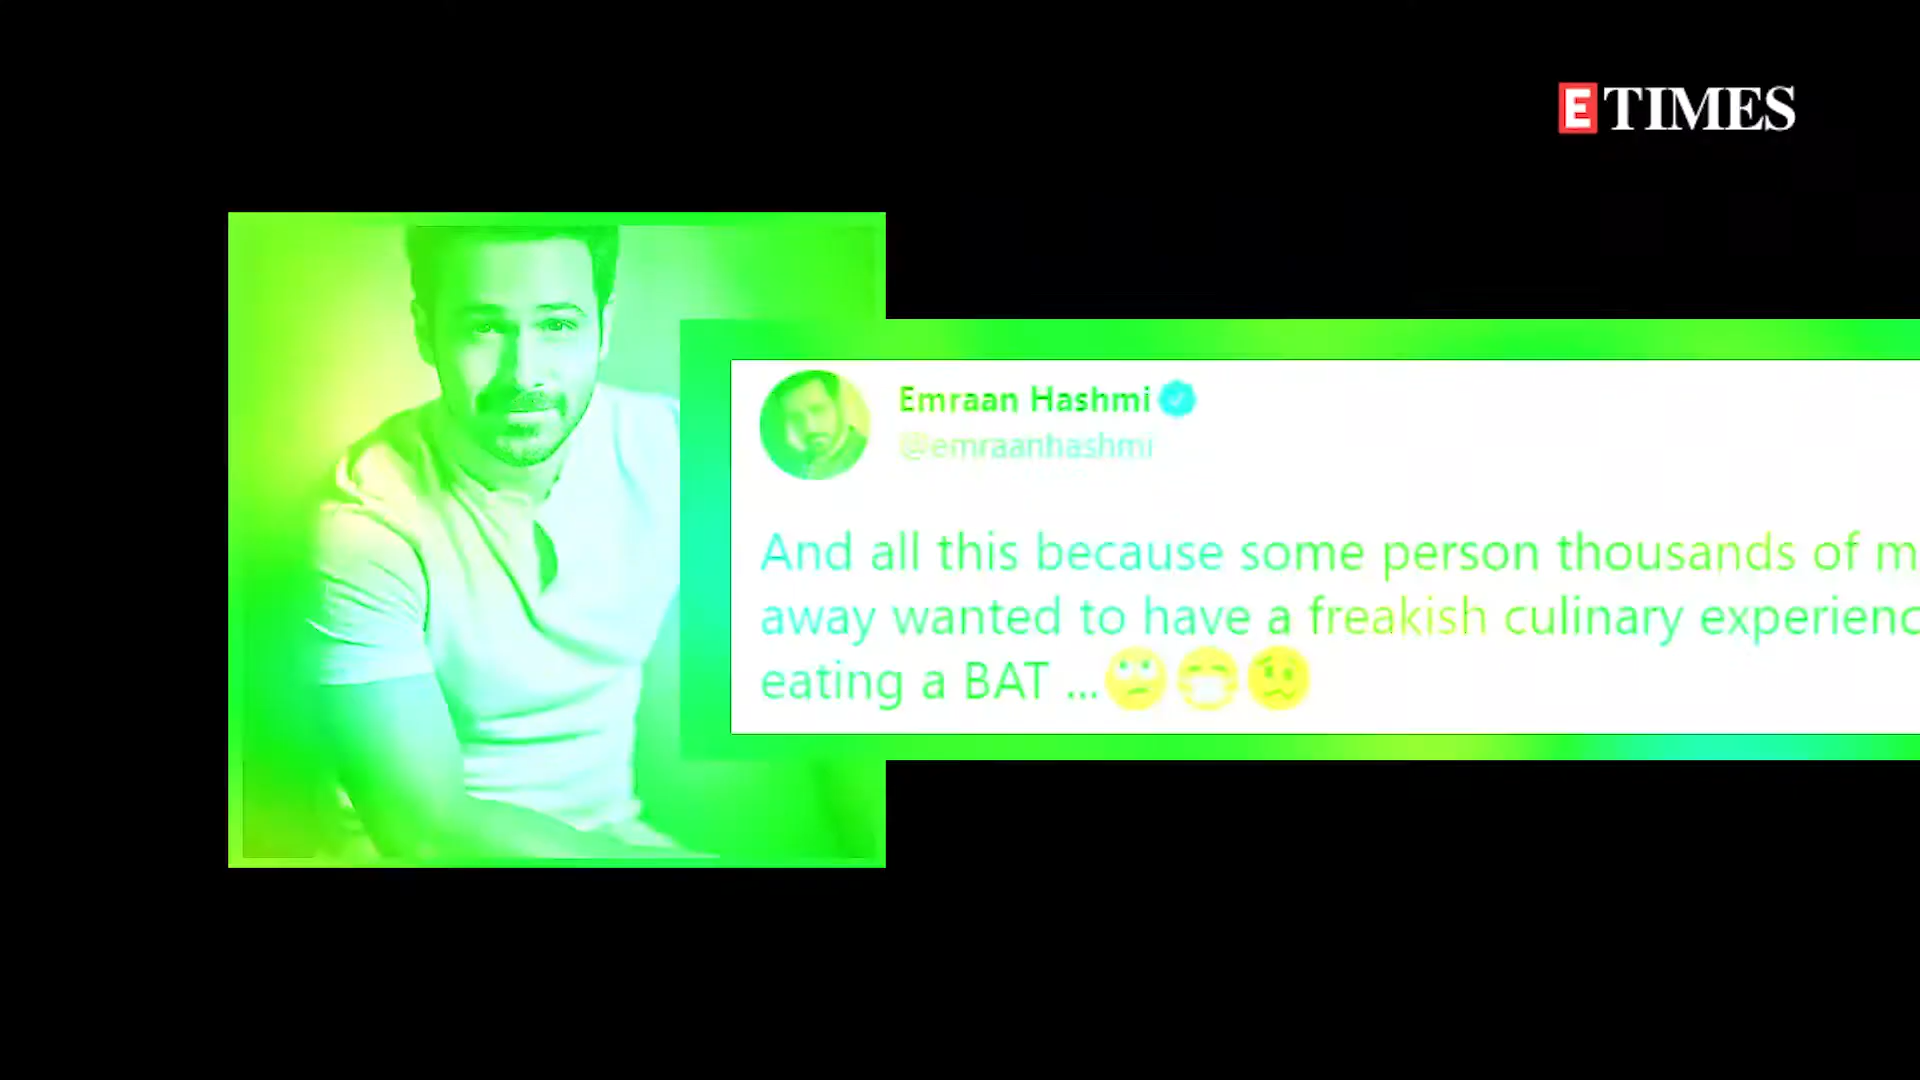 E TIMES
Emraan Hashmi
@emraanhashmi
And all this because some person thousands of m
away wanted to have a freakish culinary experienc
eating a BAT ...🙄😷🥴